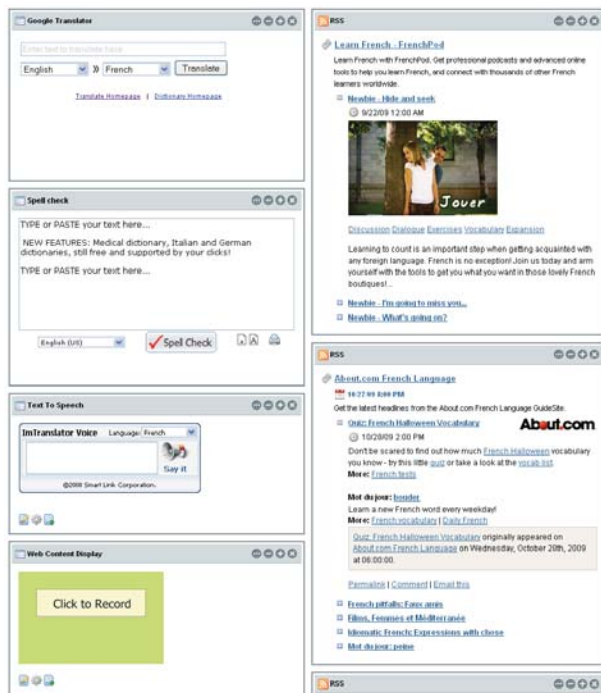 Google Translator
Enter text to translate here
English » French Translate
Translate Homepage | Dictionary Homepage
Spell check
TYPE or PASTE your text here...
NEW FEATURES: Medical dictionary, Italian and German
dictionaries, still free and supported by your clicks!
TYPE or PASTE your text here...
English (US) Spell Check
Text To Speech
ImTranslator Voice Language: French
Say it
©2008 Smart Link Corporation.
Web Content Display
Click to Record
RSS
Learn French - FrenchPod
Learn French with FrenchPod. Get professional podcasts and advanced online
tools to help you learn French, and connect with thousands of other French
learners worldwide.
Newbie - Hide and seek
9/22/09 12:00 AM
Jouer
Discussion Dialogue Exercises Vocabulary Expansion
Learning to count is an important step when getting acquainted with
any foreign language. French is no exception! Join us today and arm
yourself with the tools to get you what you want in those lovely French
boutiques!...
Newbie - I'm going to miss you...
Newbie - What's going on?
RSS
About.com French Language
10/27/09 8:00 PM
Get the latest headlines from the About.com French Language GuideSite.
Quiz: French Halloween Vocabulary
About.com
10/28/09 2:00 PM
Don't be scared to find out how much French Halloween vocabulary
you know - try this little quiz or take a look at the vocab list.
More: French tests
Mot du jour: bouder
Learn a new French word every weekday!
More: French vocabulary | Daily French
Quiz: French Halloween Vocabulary originally appeared on
About.com French Language on Wednesday, October 28th, 2009
at 06:00:00.
Permalink | Comment | Email this
French pitfalls: Faux amis
Films, Femmes et Méditerranée
Idiomatic French: Expressions with chose
Mot du jour: peine
RSS